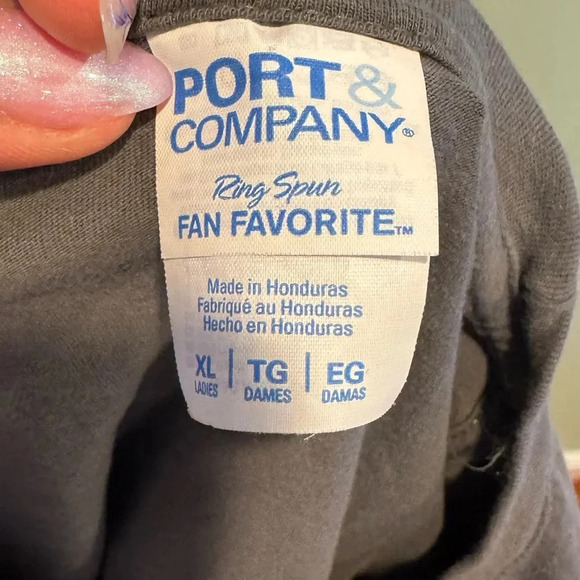 PORT &
COMPANY®
Ring Spun
FAN FAVORITE™
Made in Honduras
Fabriqué au Honduras
Hecho en Honduras
XL | TG | EG
LADIES DAMES DAMAS